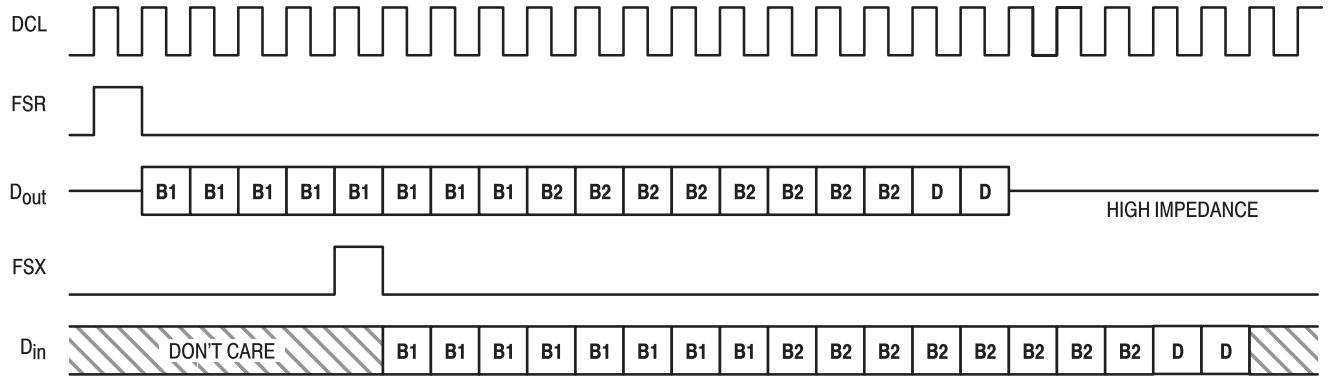 DCL
FSR
Dout B1 B1 B1 B1 B1 B1 B1 B1 B2 B2 B2 B2 B2 B2 B2 B2 D D
HIGH IMPEDANCE
FSX
Din DON'T CARE B1 B1 B1 B1 B1 B1 B1 B1 B2 B2 B2 B2 B2 B2 B2 B2 D D